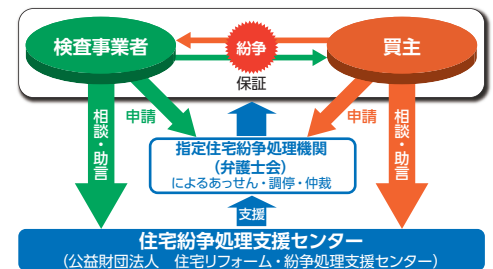 検査事業者
紛争
買主
保証
相談・助言
申請
申請
相談・助言
指定住宅紛争処理機関
（弁護士会）
によるあっせん・調停・仲裁
支援
住宅紛争処理支援センター
（公益財団法人　住宅リフォーム・紛争処理支援センター）